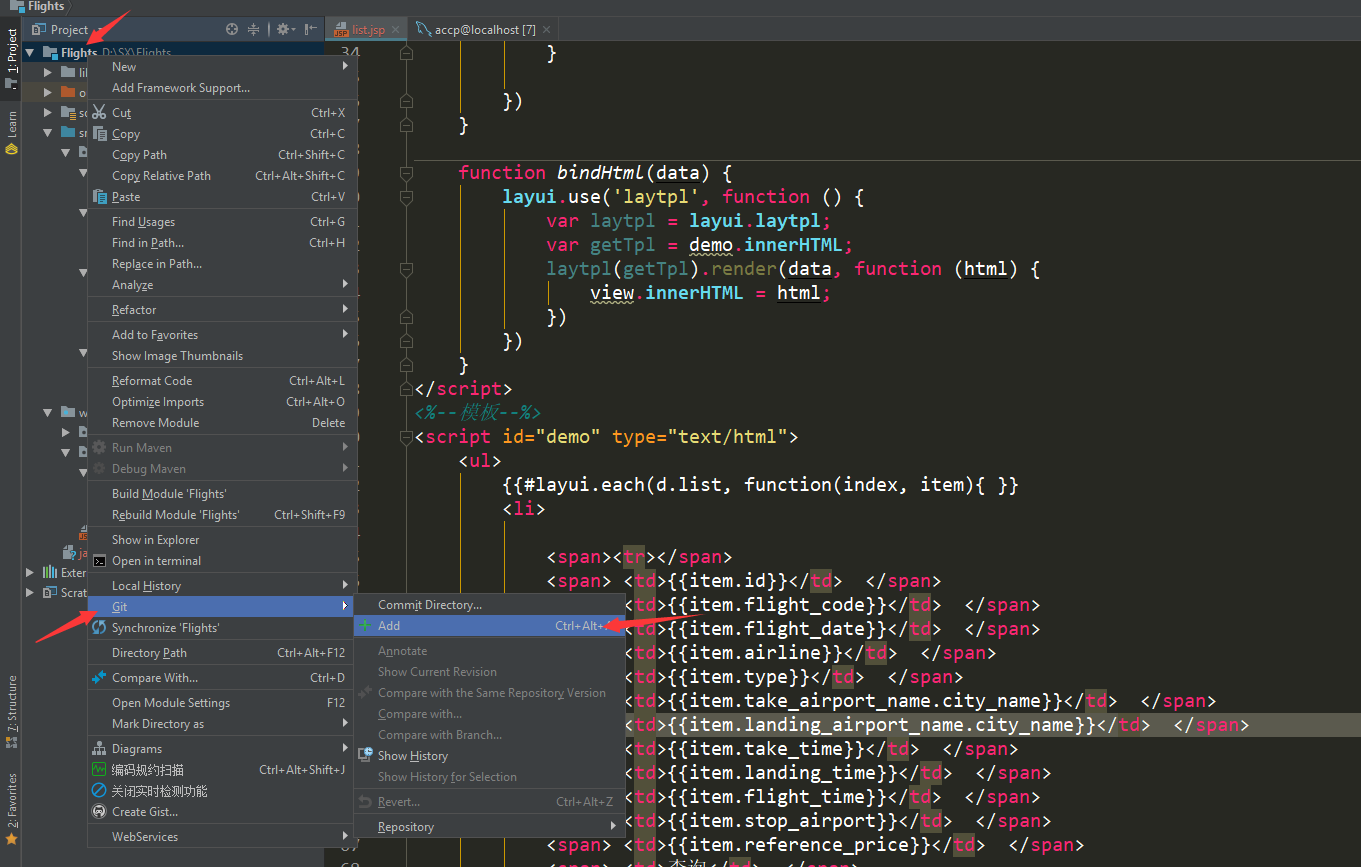 Flights
Project
list.jsp
accp@localhost [7]
1: Project
Learn
7: Structure
2: Favorites
Flights D:\SX\Flights
Exter
Scrat
New
Add Framework Support...
Cut Ctrl+X
Copy Ctrl+C
Copy Path Ctrl+Shift+C
Copy Relative Path Ctrl+Alt+Shift+C
Paste Ctrl+V
Find Usages Ctrl+G
Find in Path... Ctrl+H
Replace in Path...
Analyze
Refactor
Add to Favorites
Show Image Thumbnails
Reformat Code Ctrl+Alt+L
Optimize Imports Ctrl+Alt+O
Remove Module Delete
Run Maven
Debug Maven
Build Module 'Flights'
Rebuild Module 'Flights' Ctrl+Shift+F9
Show in Explorer
Open in terminal
Local History
Git
Synchronize 'Flights'
Directory Path Ctrl+Alt+F12
Compare With... Ctrl+D
Open Module Settings F12
Mark Directory as
Diagrams
编码规约扫描 Ctrl+Alt+Shift+J
关闭实时检测功能
Create Gist...
WebServices
Commit Directory...
Add Ctrl+Alt+
Annotate
Show Current Revision
Compare with the Same Repository Version
Compare with...
Compare with Branch...
Show History
Show History for Selection
Revert... Ctrl+Alt+Z
Repository
34
}
})
}
function bindHtml(data) {
layui.use('laytpl', function () {
var laytpl = layui.laytpl;
var getTpl = demo.innerHTML;
laytpl(getTpl).render(data, function (html) {
view.innerHTML = html;
})
})
}
</script>
<%--模板--%>
<script id="demo" type="text/html">
<ul>
{{#layui.each(d.list, function(index, item){ }}
<li>
<span><tr></span>
<span> <td>{{item.id}}</td> </span>
<td>{{item.flight_code}}</td> </span>
<td>{{item.flight_date}}</td> </span>
<td>{{item.airline}}</td> </span>
<td>{{item.type}}</td> </span>
<td>{{item.take_airport_name.city_name}}</td> </span>
<td>{{item.landing_airport_name.city_name}}</td> </span>
<td>{{item.take_time}}</td> </span>
<td>{{item.landing_time}}</td> </span>
<td>{{item.flight_time}}</td> </span>
<td>{{item.stop_airport}}</td> </span>
<span> <td>{{item.reference_price}}</td> </span>
68 <span> <td>查询</td> </span>